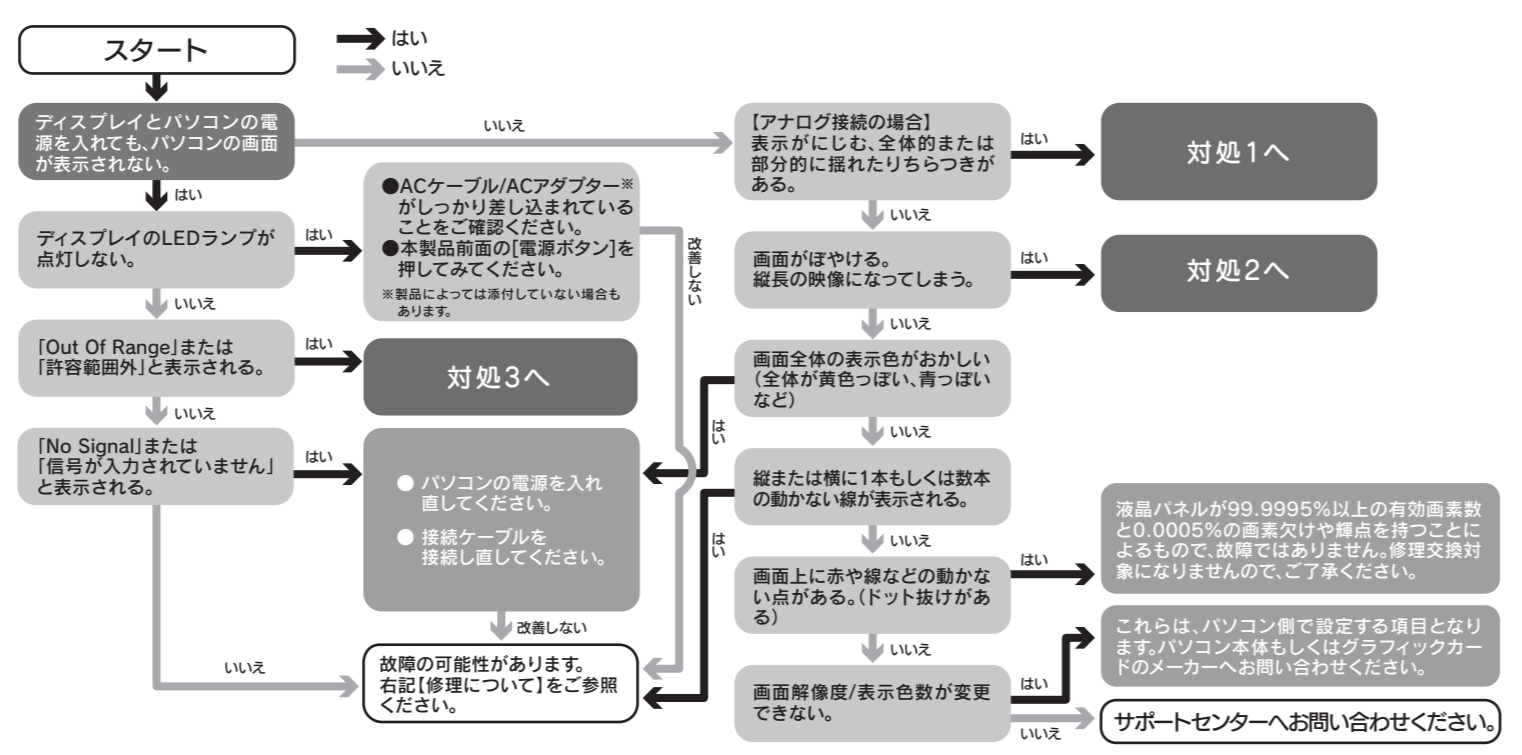 スタート
はい
いいえ
ディスプレイとパソコンの電
源を入れても、パソコンの画面
が表示されない。
いいえ
はい
ディスプレイのLEDランプが
点灯しない。
はい
●ACケーブル/ACアダプター※
がしっかり差し込まれている
ことをご確認ください。
●本製品前面の[電源ボタン]を
押してみてください。
※製品によっては添付していない場合も
あります。
改善しない
いいえ
「Out Of Range」または
「許容範囲外」と表示される。
はい
対処3へ
いいえ
「No Signal」または
「信号が入力されていません」
と表示される。
はい
● パソコンの電源を入れ
直してください。
● 接続ケーブルを
接続し直してください。
改善しない
いいえ
故障の可能性があります。
右記【修理について】をご参照
ください。
【アナログ接続の場合】
表示がにじむ、全体的または
部分的に揺れたりちらつきが
ある。
はい
対処1へ
いいえ
画面がぼやける。
縦長の映像になってしまう。
はい
対処2へ
いいえ
画面全体の表示色がおかしい
(全体が黄色っぽい、青っぽい
など)
はい
いいえ
縦または横に1本もしくは数本
の動かない線が表示される。
はい
いいえ
画面上に赤や線などの動かな
い点がある。(ドット抜けがあ
る)
はい
液晶パネルが99.9995%以上の有効画素数
と0.0005%の画素欠けや輝点を持つことに
よるもので、故障ではありません。修理交換対
象になりませんので、ご了承ください。
いいえ
画面解像度/表示色数が変更
できない。
はい
これらは、パソコン側で設定する項目となり
ます。パソコン本体もしくはグラフィックカー
ドのメーカーへお問い合わせください。
いいえ
サポートセンターへお問い合わせください。